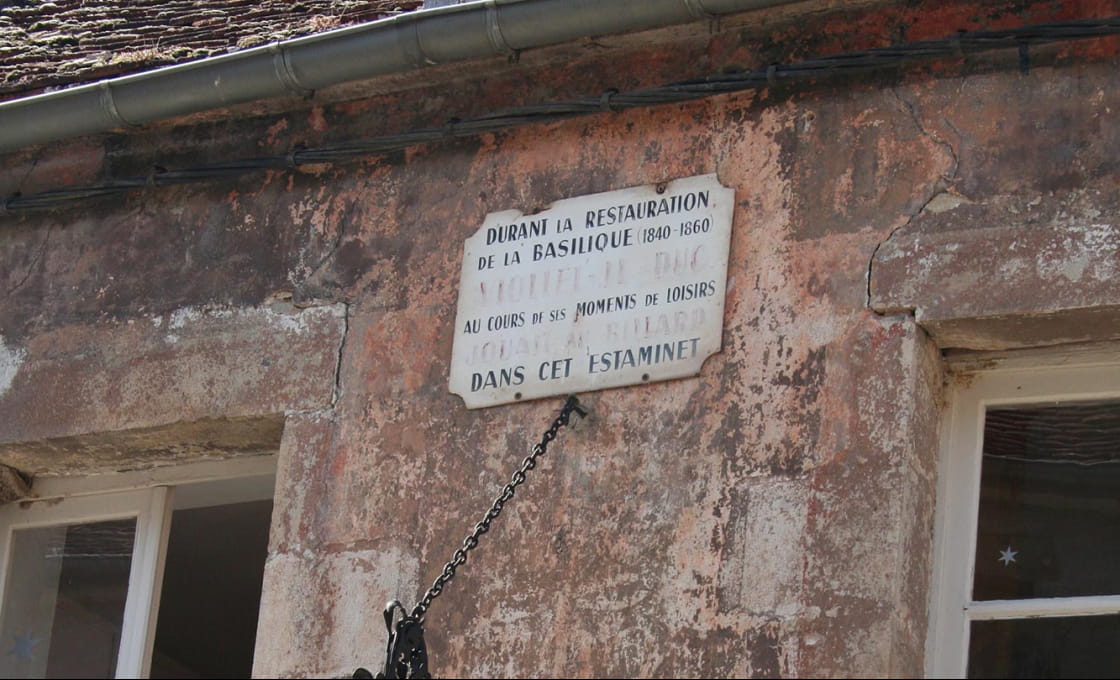 DURANT LA RESTAURATION
DE LA BASILIQUE (1840-1860)
VIOLLET-LE-DUC
AU COURS DE SES MOMENTS DE LOISIRS
JOUAIT AU BILLARD
DANS CET ESTAMINET